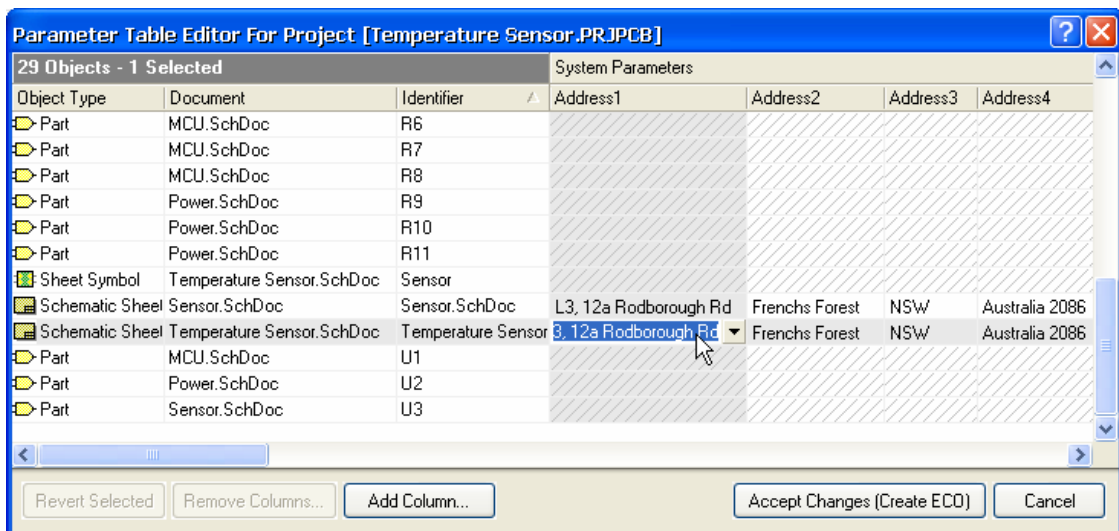 Parameter Table Editor For Project [Temperature Sensor.PRJPCB]
29 Objects - 1 Selected System Parameters
Object Type Document Identifier Address1 Address2 Address3 Address4
Part MCU.SchDoc R6
Part MCU.SchDoc R7
Part MCU.SchDoc R8
Part Power.SchDoc R9
Part Power.SchDoc R10
Part Power.SchDoc R11
Sheet Symbol Temperature Sensor.SchDoc Sensor
Schematic Sheet Sensor.SchDoc Sensor.SchDoc L3, 12a Rodborough Rd Frenchs Forest NSW Australia 2086
Schematic Sheet Temperature Sensor.SchDoc Temperature Sensor 3, 12a Rodborough Rd Frenchs Forest NSW Australia 2086
Part MCU.SchDoc U1
Part Power.SchDoc U2
Part Sensor.SchDoc U3
Revert Selected Remove Columns... Add Column... Accept Changes (Create ECO) Cancel